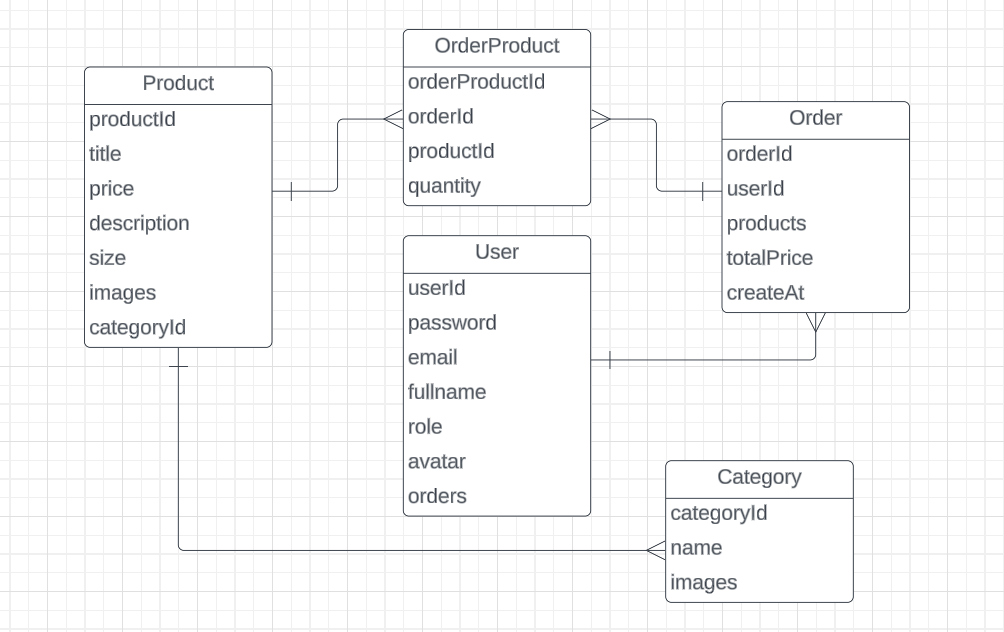 Product
productId
title
price
description
size
images
categoryId
OrderProduct
orderProductId
orderId
productId
quantity
Order
orderId
userId
products
totalPrice
createAt
User
userId
password
email
fullname
role
avatar
orders
Category
categoryId
name
images